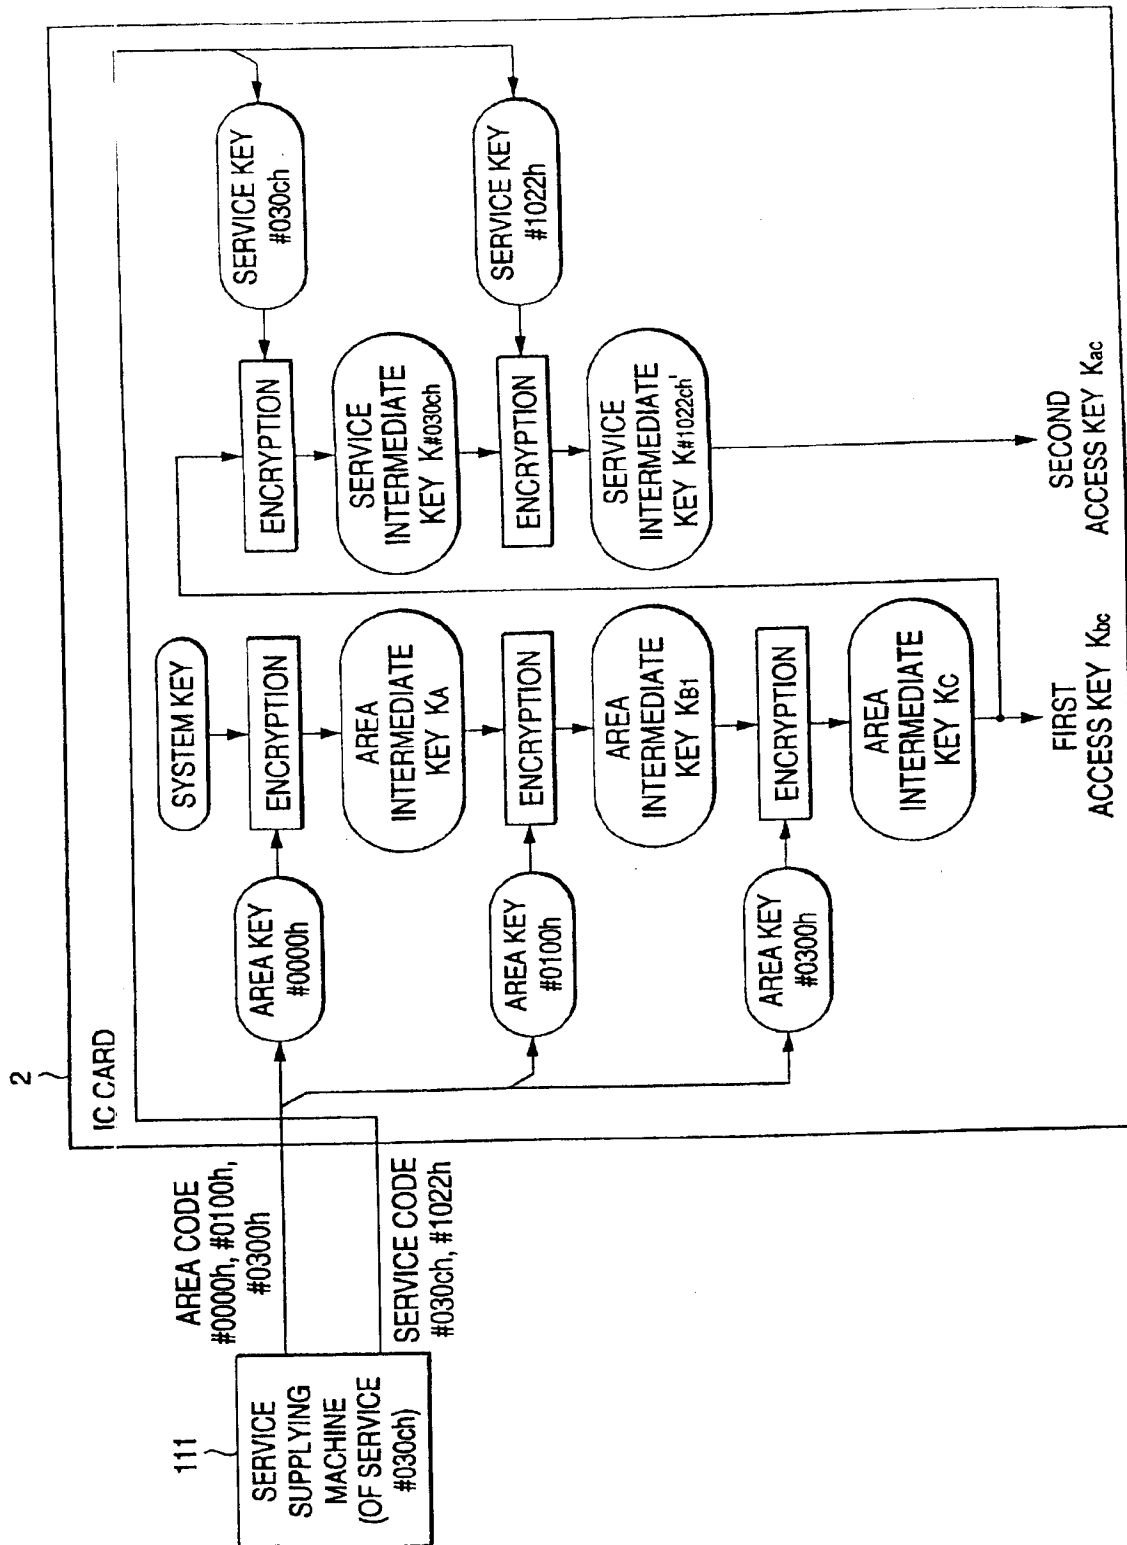 2
IC CARD
111
SERVICE
SUPPLYING
MACHINE
(OF SERVICE
#030ch)
AREA CODE
#0000h, #0100h,
#0300h
SERVICE CODE
#030ch, #1022h
SYSTEM KEY
AREA KEY
#0000h
ENCRYPTION
AREA
INTERMEDIATE
KEY KA
AREA KEY
#0100h
ENCRYPTION
AREA
INTERMEDIATE
KEY KB1
AREA KEY
#0300h
ENCRYPTION
AREA
INTERMEDIATE
KEY KC
FIRST
ACCESS KEY Kbc
SERVICE KEY
#030ch
ENCRYPTION
SERVICE
INTERMEDIATE
KEY K#030ch
SERVICE KEY
#1022h
ENCRYPTION
SERVICE
INTERMEDIATE
KEY K#1022ch'
SECOND
ACCESS KEY Kac